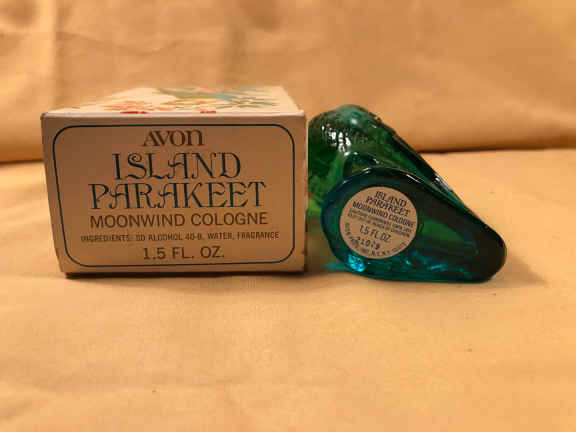 AVON
ISLAND
PARAKEET
MOONWIND COLOGNE
INGREDIENTS: SD ALCOHOL 40-B, WATER, FRAGRANCE
1.5 FL. OZ.
ISLAND
PARAKEET
MOONWIND COLOGNE
1.5 FL. OZ.